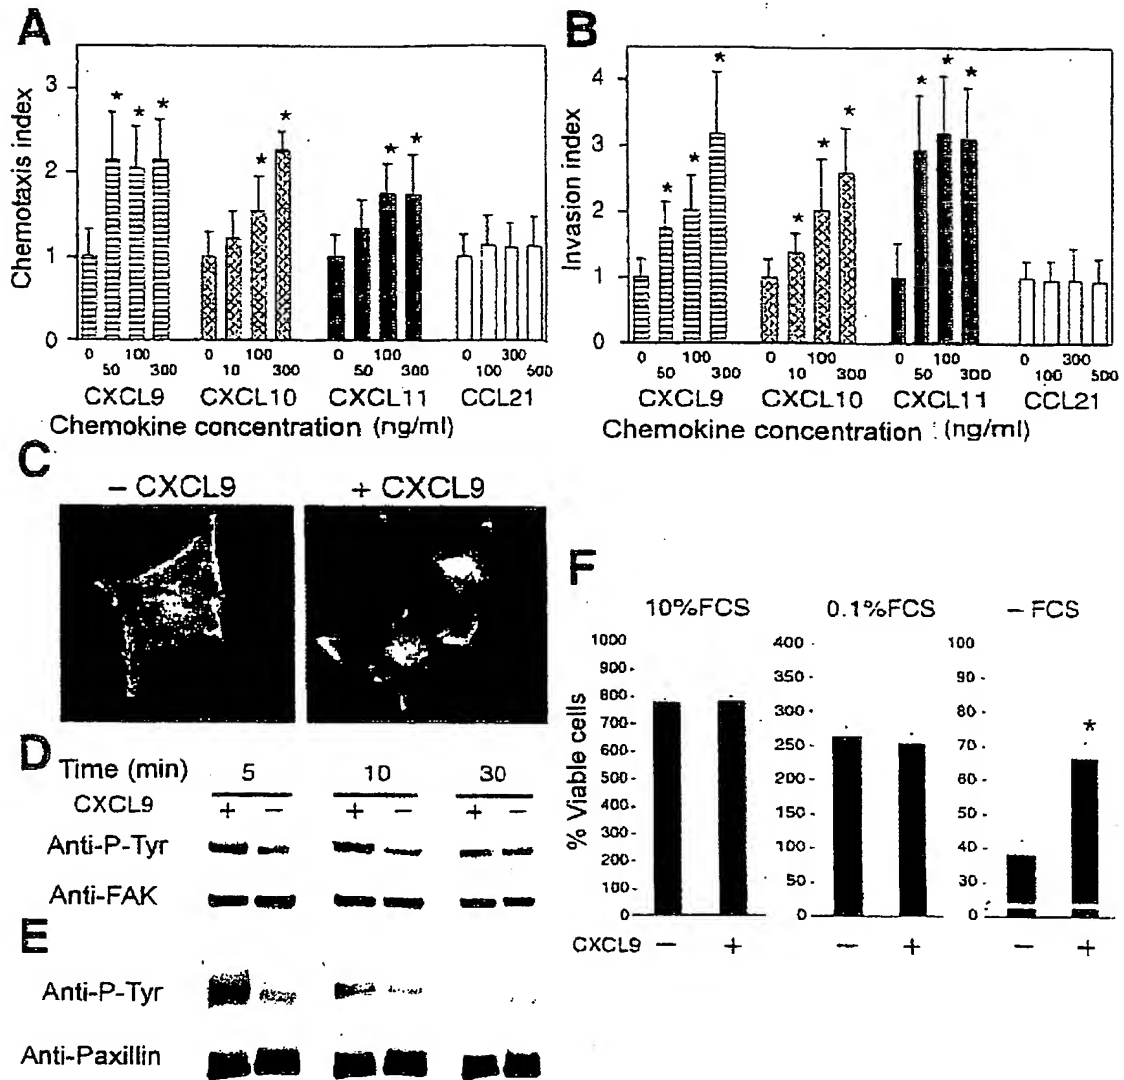 A
Chemotaxis index
3
2
1
0
* * * * * * *
0 50 100 300
0 10 100 300
0 50 100 300
0 100 300 500
CXCL9 CXCL10 CXCL11 CCL21
Chemokine concentration (ng/ml)
B
Invasion index
4
3
2
1
0
* * * * * * * * *
0 50 100 300
0 10 100 300
0 50 100 300
0 100 300 500
CXCL9 CXCL10 CXCL11 CCL21
Chemokine concentration (ng/ml)
C
– CXCL9 + CXCL9
D
Time (min) 5 10 30
CXCL9 + – + – + –
Anti-P-Tyr
Anti-FAK
E
Anti-P-Tyr
Anti-Paxillin
F
10%FCS 0.1%FCS – FCS
% Viable cells
1000
900
800
700
600
500
400
300
200
100
0
400
350
300
250
200
150
100
50
0
100
90
80
70
60
50
40
30
0
*
CXCL9 – + – + – +